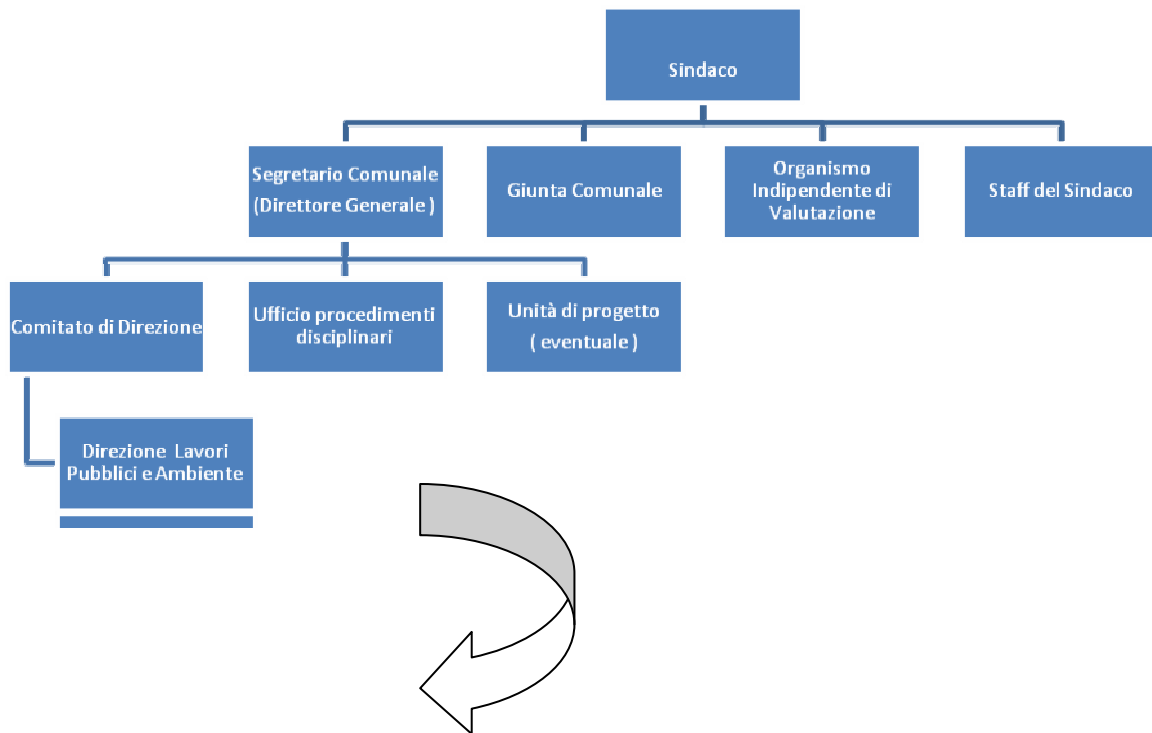 Sindaco
Segretario Comunale
(Direttore Generale )
Giunta Comunale
Organismo
Indipendente di
Valutazione
Staff del Sindaco
Comitato di Direzione
Ufficio procedimenti
disciplinari
Unità di progetto
( eventuale )
Direzione Lavori
Pubblici e Ambiente